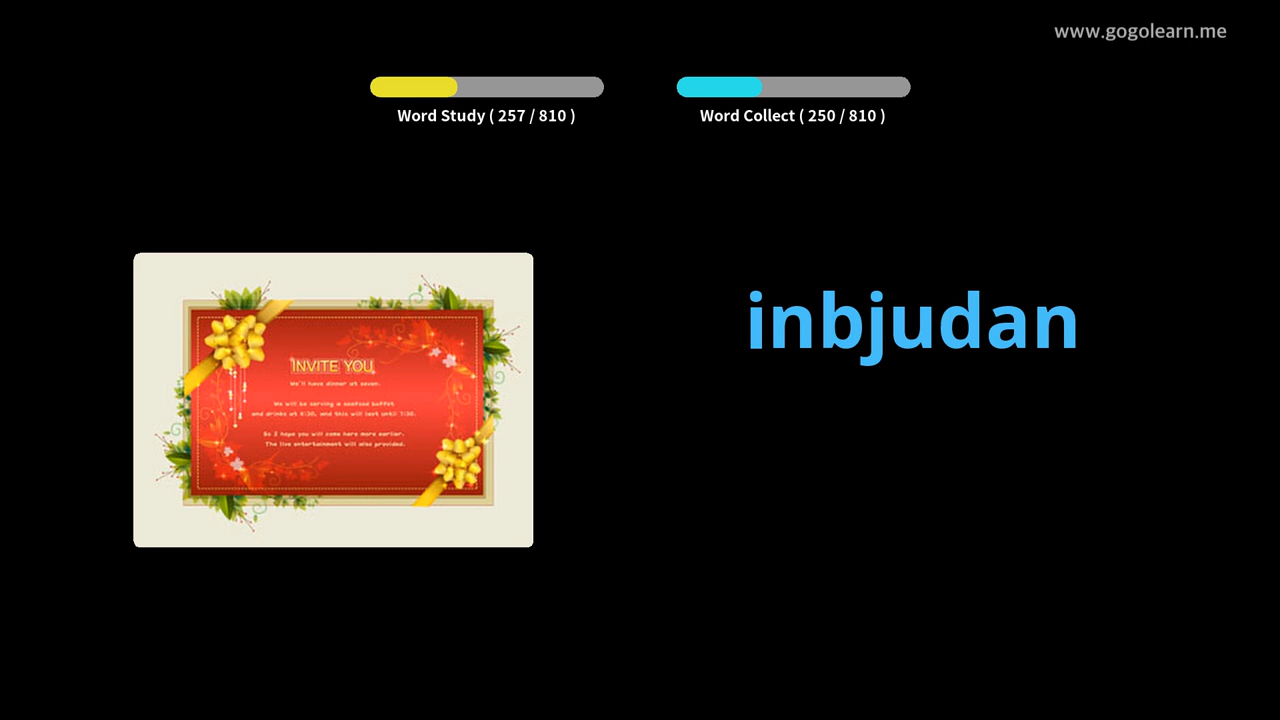 www.gogolearn.me
Word Study ( 257 / 810 )
Word Collect ( 250 / 810 )
inbjudan
INVITE YOU
We'll have dinner at seven.
We will be serving a seafood buffet
and drinks at 6:30, and this will last until 7:30.
So I hope you will come here more earlier.
The live entertainment will also provided.